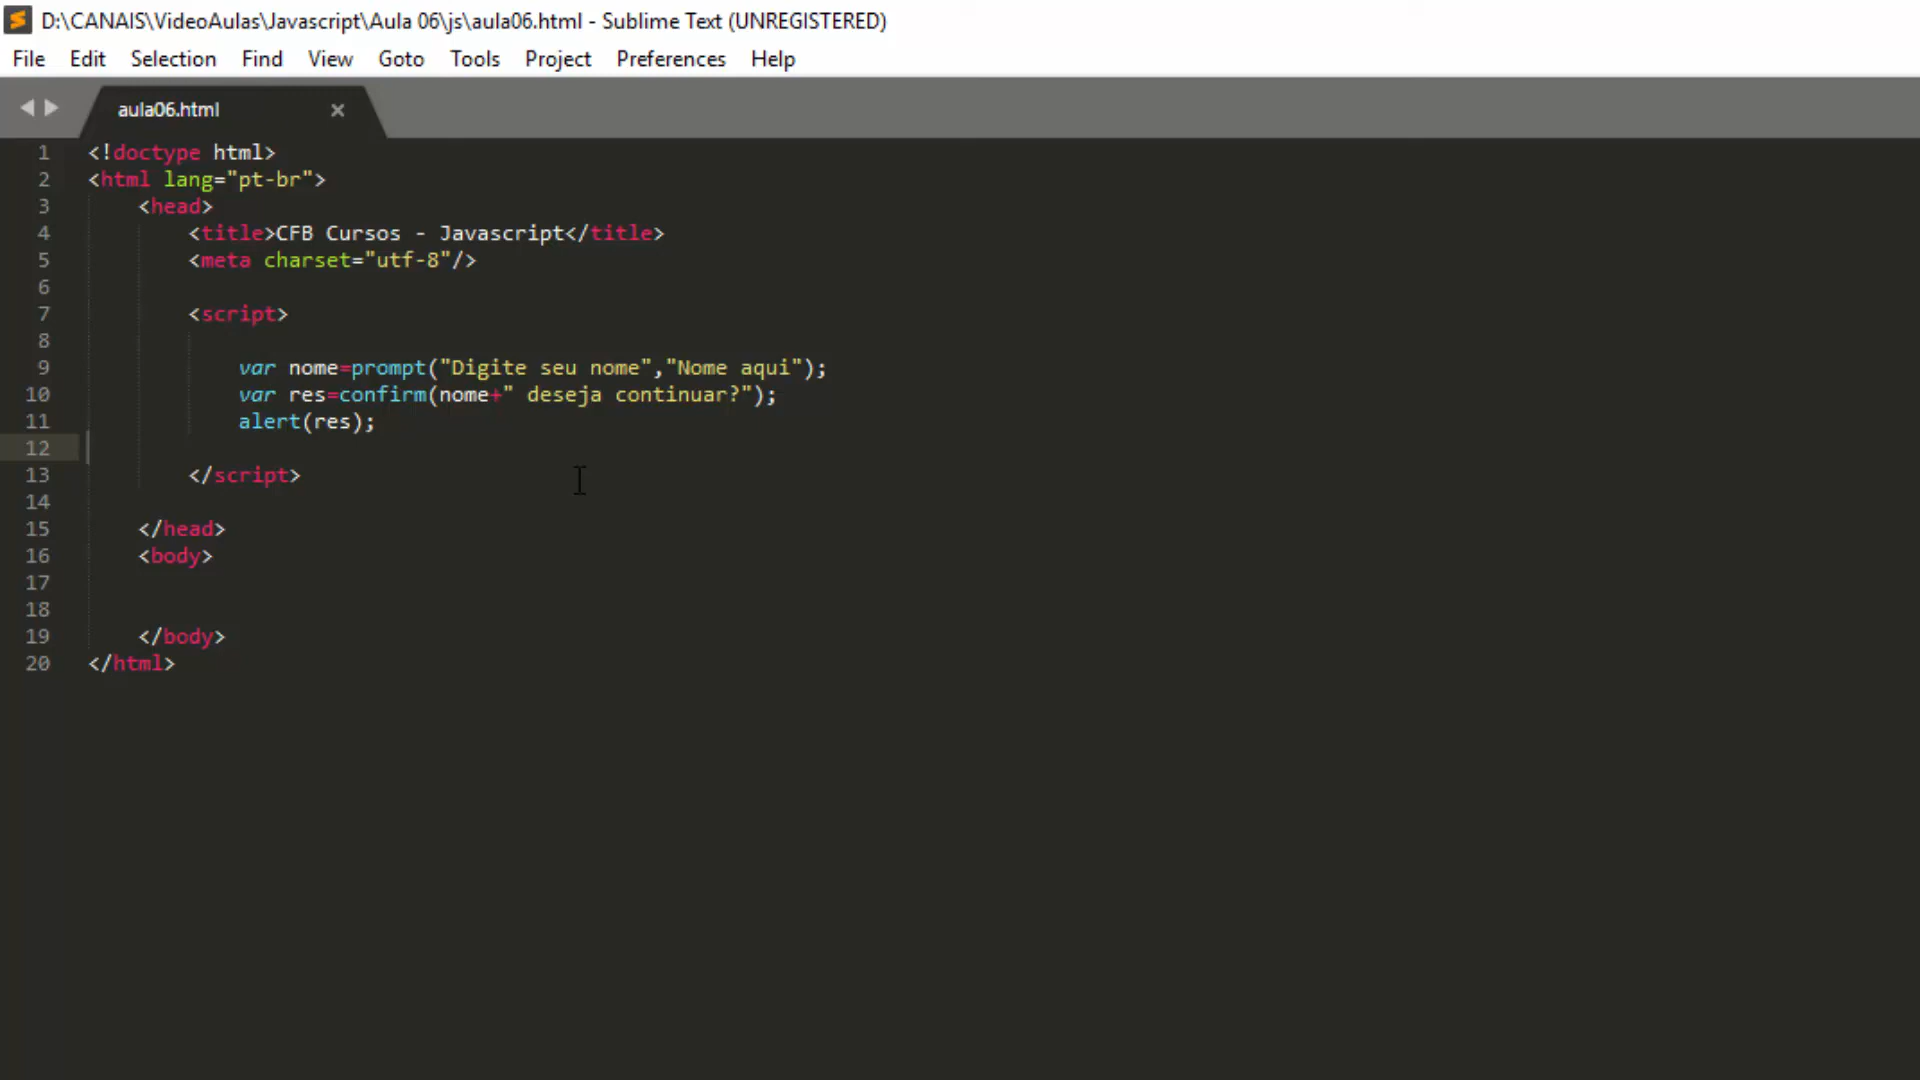 D:\CANAIS\VideoAulas\Javascript\Aula 06\js\aula06.html - Sublime Text (UNREGISTERED)
File Edit Selection Find View Goto Tools Project Preferences Help
aula06.html
1 <!doctype html>
2 <html lang="pt-br">
3 <head>
4 <title>CFB Cursos - Javascript</title>
5 <meta charset="utf-8"/>
6
7 <script>
8
9 var nome=prompt("Digite seu nome","Nome aqui");
10 var res=confirm(nome+" deseja continuar?");
11 alert(res);
12
13 </script>
14
15 </head>
16 <body>
17
18
19 </body>
20 </html>